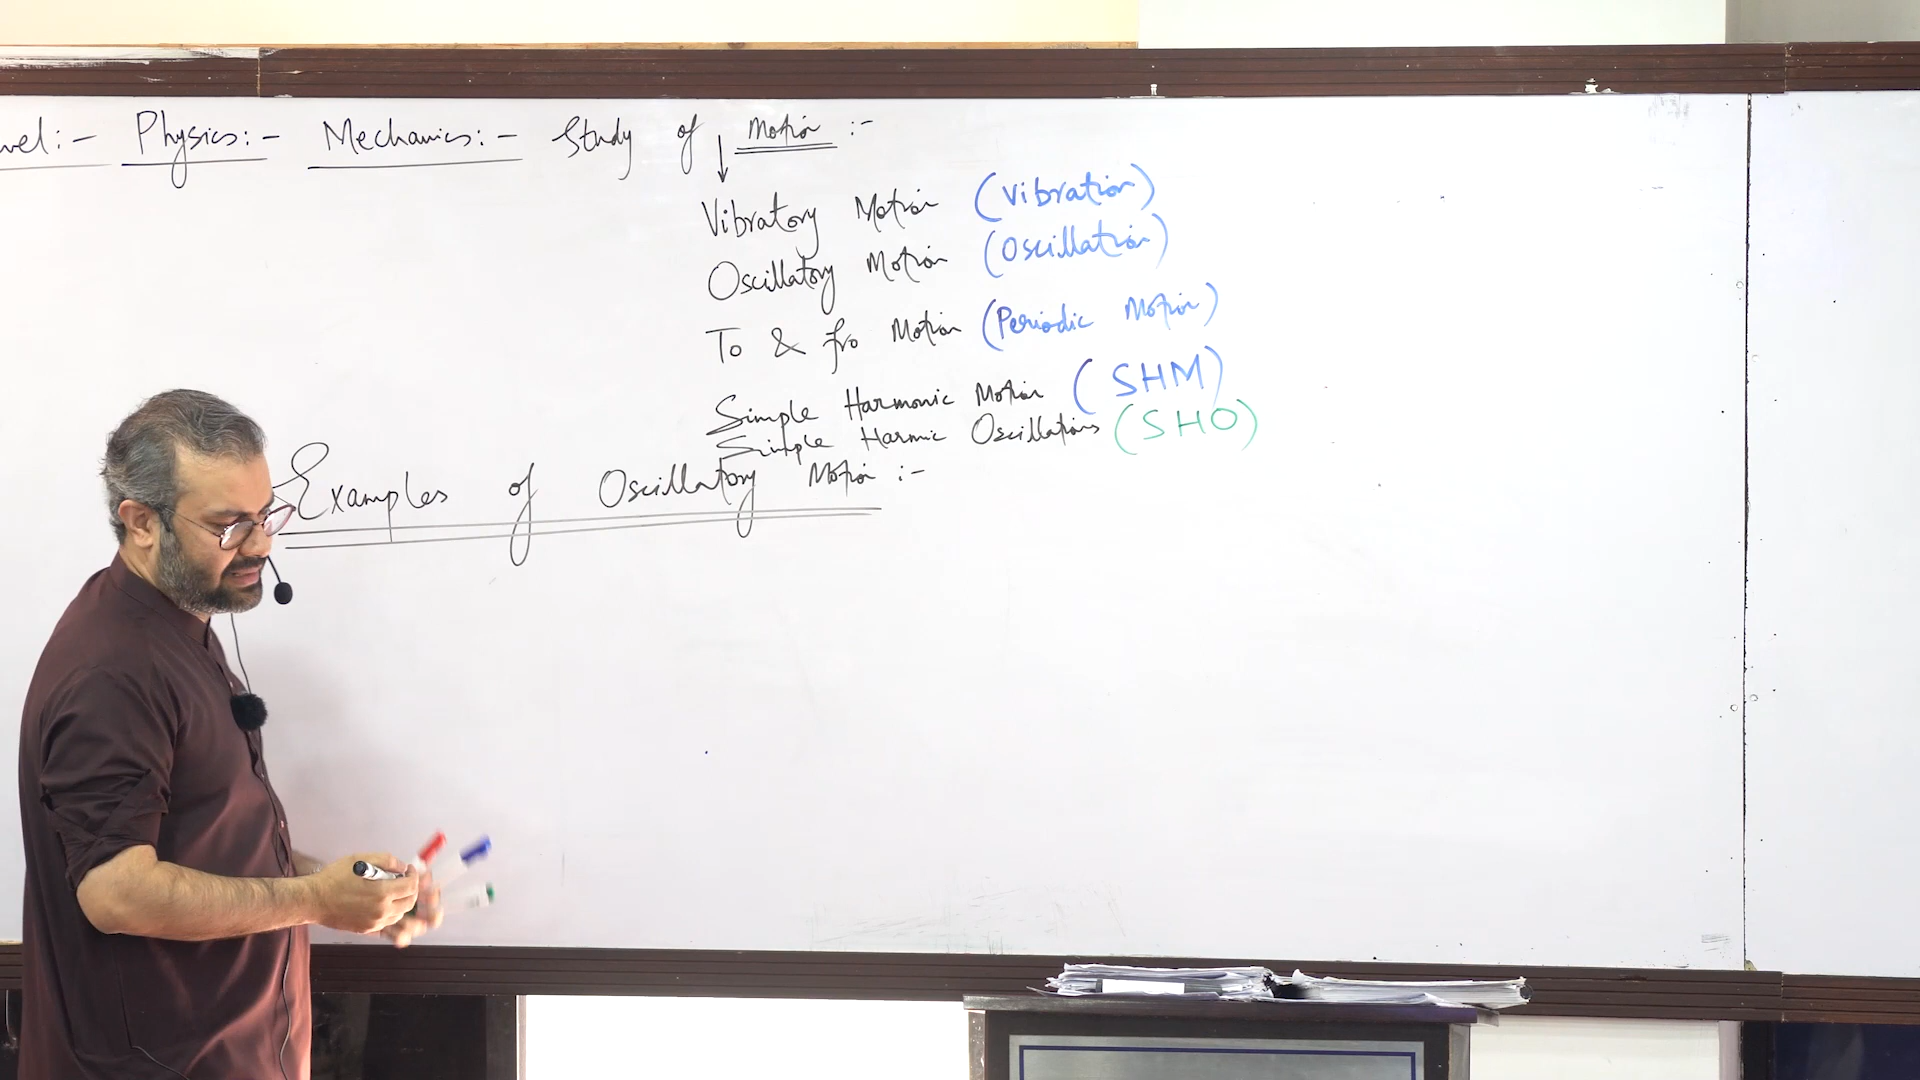 vel:- Physics:- Mechanics:- Study of Motion :-
Vibratory Motion (Vibration)
Oscillatory Motion (Oscillation)
To & fro Motion (Periodic Motion)
Simple Harmonic Motion (SHM)
Simple Harmic Oscillations (SHO)
Examples of Oscillatory Motion :-